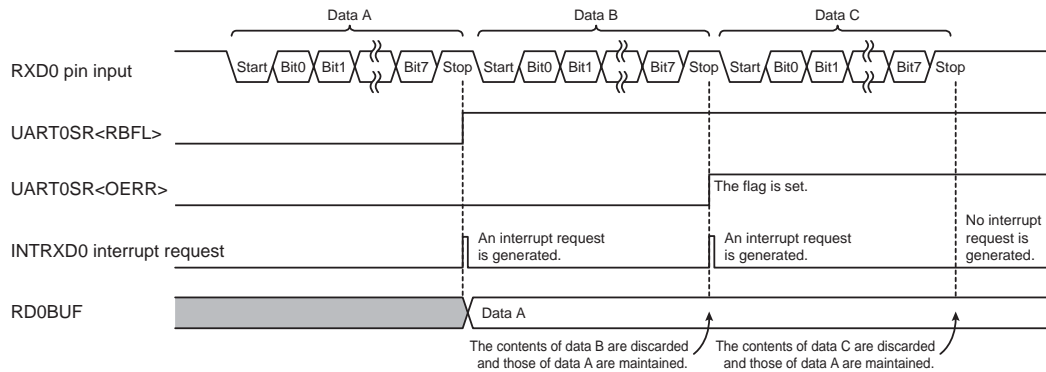 Data A Data B Data C
RXD0 pin input Start Bit0 Bit1 Bit7 Stop Start Bit0 Bit1 Bit7 Stop Start Bit0 Bit1 Bit7 Stop
UART0SR<RBFL>
UART0SR<OERR> The flag is set.
INTRXD0 interrupt request
An interrupt request
is generated.
An interrupt request
is generated.
No interrupt
request is
generated.
RD0BUF Data A
The contents of data B are discarded
and those of data A are maintained.
The contents of data C are discarded
and those of data A are maintained.